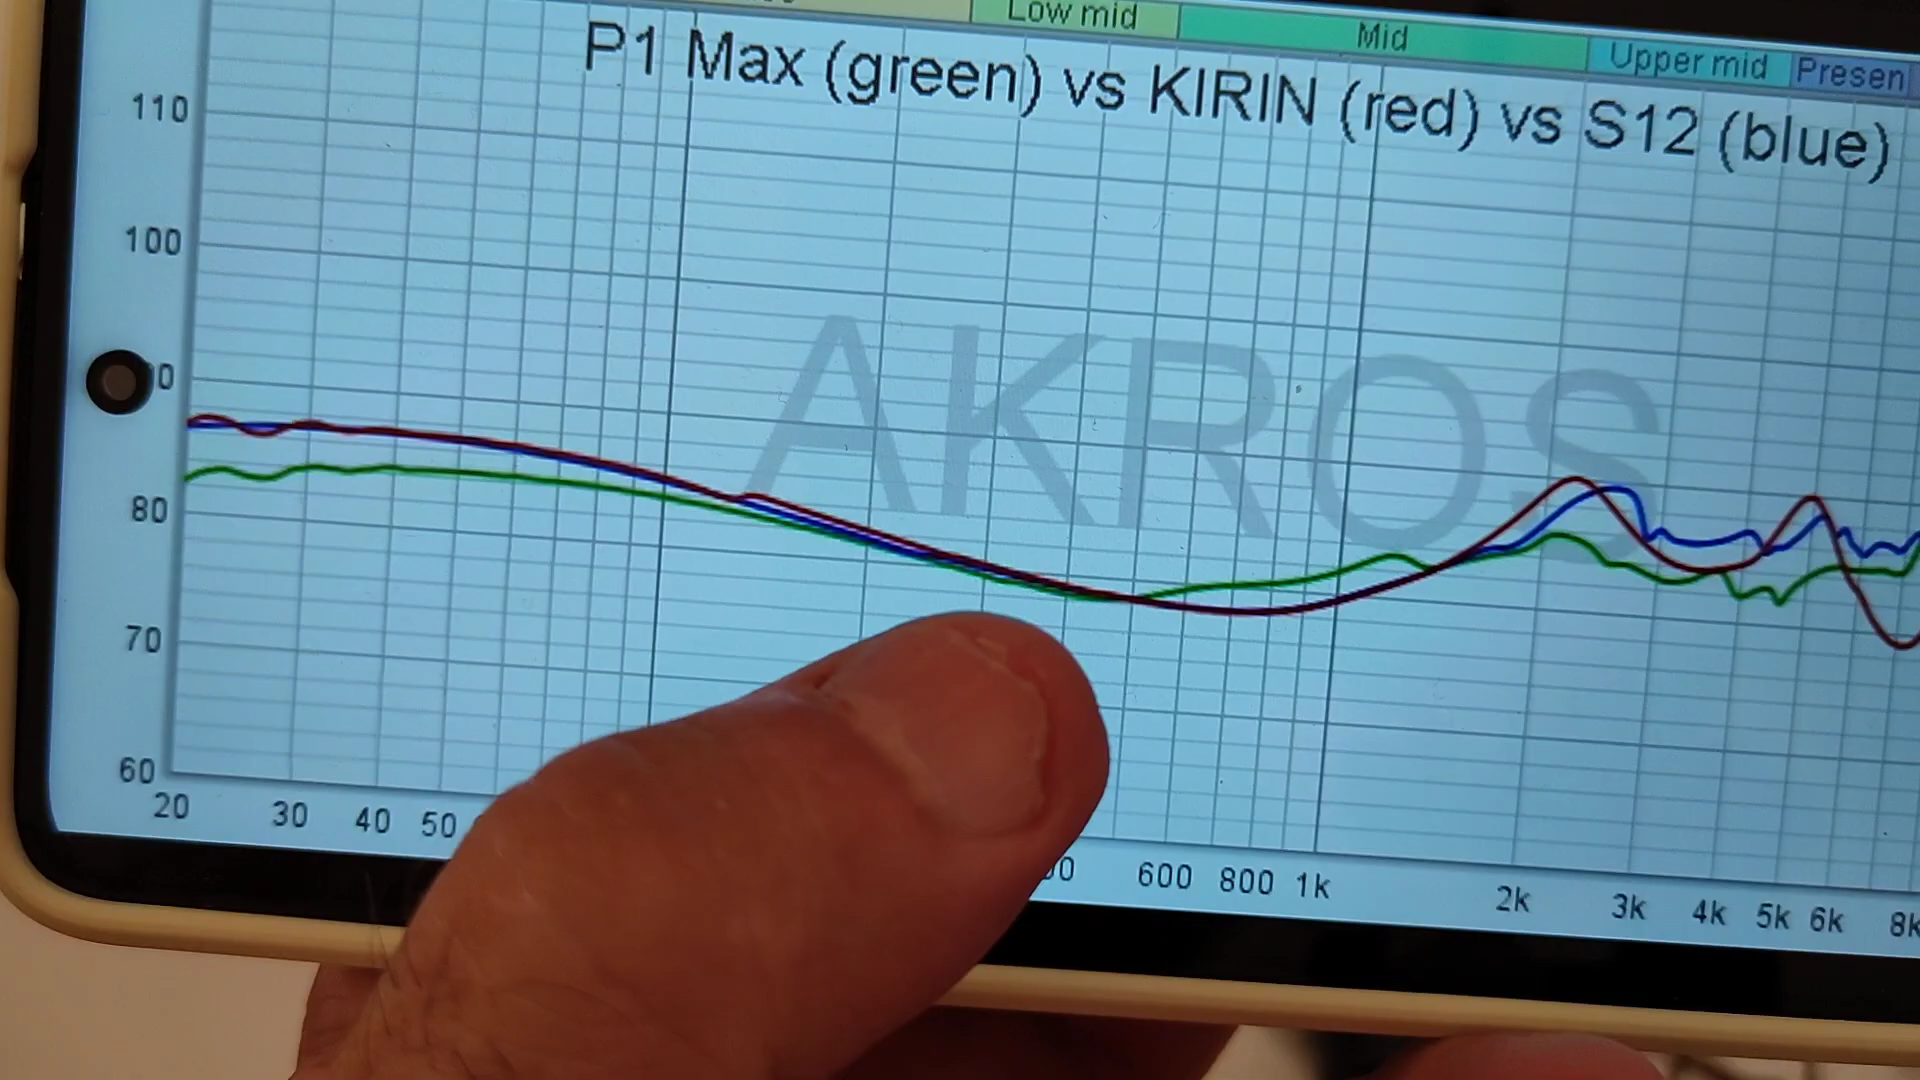 Low mid
Mid
Upper mid
Presen
P1 Max (green) vs KIRIN (red) vs S12 (blue)
110
100
80
70
60
AKROS
20 30 40 50 600 800 1k 2k 3k 4k 5k 6k 8k